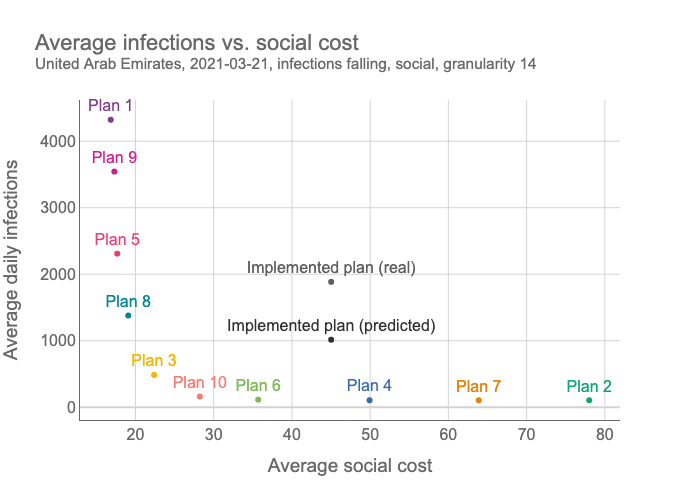 Average infections vs. social cost
United Arab Emirates, 2021-03-21, infections falling, social, granularity 14
Average daily infections
4000
3000
2000
1000
0
Plan 1
Plan 9
Plan 5
Plan 8
Plan 3
Plan 10
Plan 6
Implemented plan (real)
Implemented plan (predicted)
Plan 4
Plan 7
Plan 2
20
30
40
50
60
70
80
Average social cost